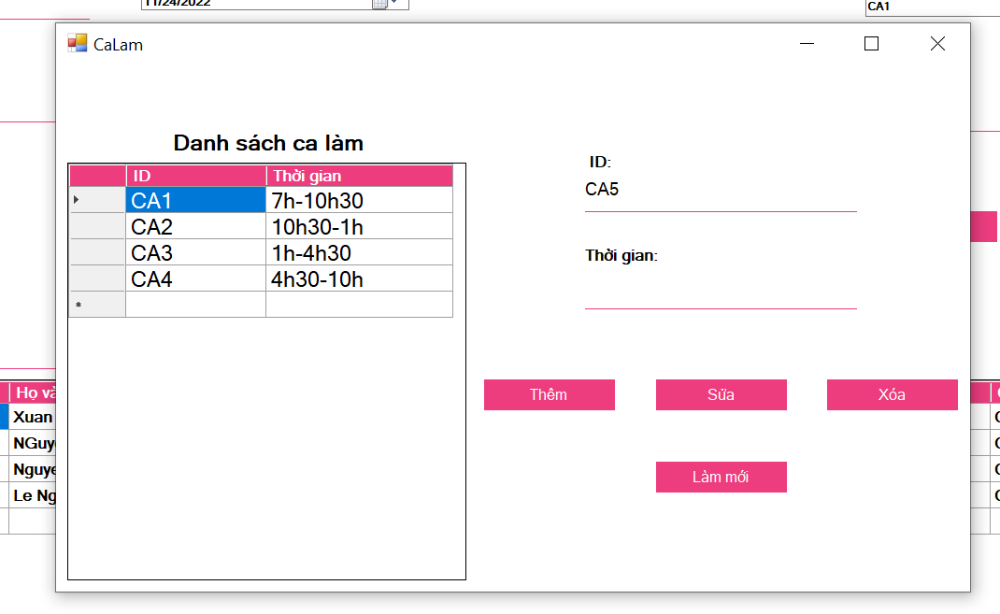 11/24/2022
CA1
CaLam
Danh sách ca làm
ID Thời gian
CA1 7h-10h30
CA2 10h30-1h
CA3 1h-4h30
CA4 4h30-10h
ID:
CA5
Thời gian:
Thêm Sửa Xóa
Làm mới
Họ và
Xuan
NGuye
Nguye
Le Ng